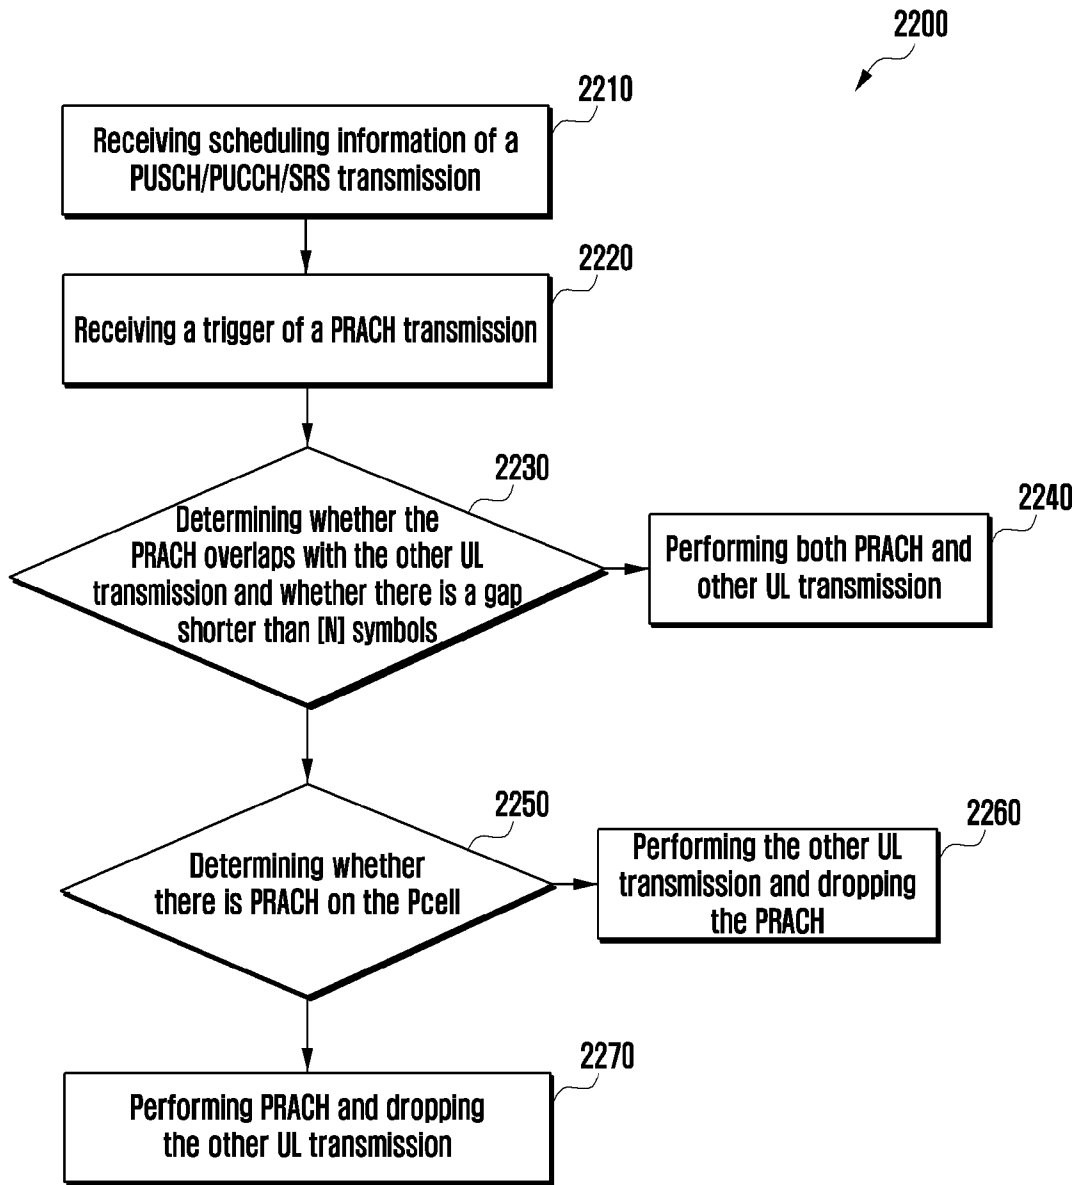 2200
2210
Receiving scheduling information of a
PUSCH/PUCCH/SRS transmission
2220
Receiving a trigger of a PRACH transmission
2230
Determining whether the
PRACH overlaps with the other UL
transmission and whether there is a gap
shorter than [N] symbols
2240
Performing both PRACH and
other UL transmission
2250
Determining whether
there is PRACH on the Pcell
2260
Performing the other UL
transmission and dropping
the PRACH
2270
Performing PRACH and dropping
the other UL transmission